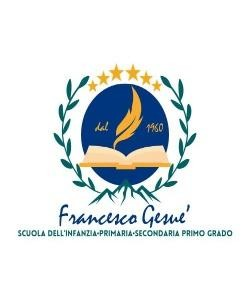 dal 1960
Francesco Gesue'
SCUOLA DELL'INFANZIA•PRIMARIA•SECONDARIA PRIMO GRADO